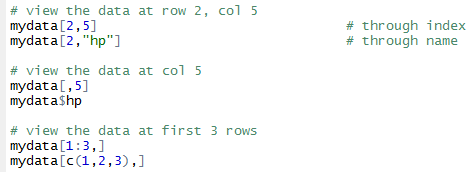 # view the data at row 2, col 5
mydata[2,5] # through index
mydata[2,"hp"] # through name
# view the data at col 5
mydata[,5]
mydata$hp
# view the data at first 3 rows
mydata[1:3,]
mydata[c(1,2,3),]